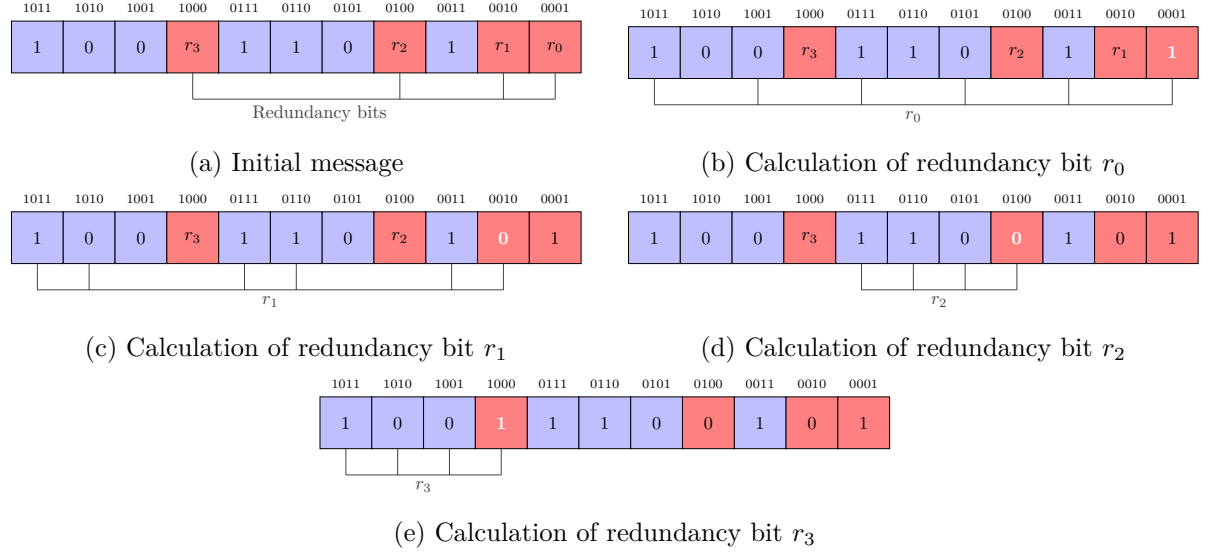 1011 1010 1001 1000 0111 0110 0101 0100 0011 0010 0001
1 0 0 r₃ 1 1 0 r₂ 1 r₁ r₀
Redundancy bits
(a) Initial message
1011 1010 1001 1000 0111 0110 0101 0100 0011 0010 0001
1 0 0 r₃ 1 1 0 r₂ 1 r₁ 1
r₀
(b) Calculation of redundancy bit r₀
1011 1010 1001 1000 0111 0110 0101 0100 0011 0010 0001
1 0 0 r₃ 1 1 0 r₂ 1 0 1
r₁
(c) Calculation of redundancy bit r₁
1011 1010 1001 1000 0111 0110 0101 0100 0011 0010 0001
1 0 0 r₃ 1 1 0 0 1 0 1
r₂
(d) Calculation of redundancy bit r₂
1011 1010 1001 1000 0111 0110 0101 0100 0011 0010 0001
1 0 0 1 1 1 0 0 1 0 1
r₃
(e) Calculation of redundancy bit r₃